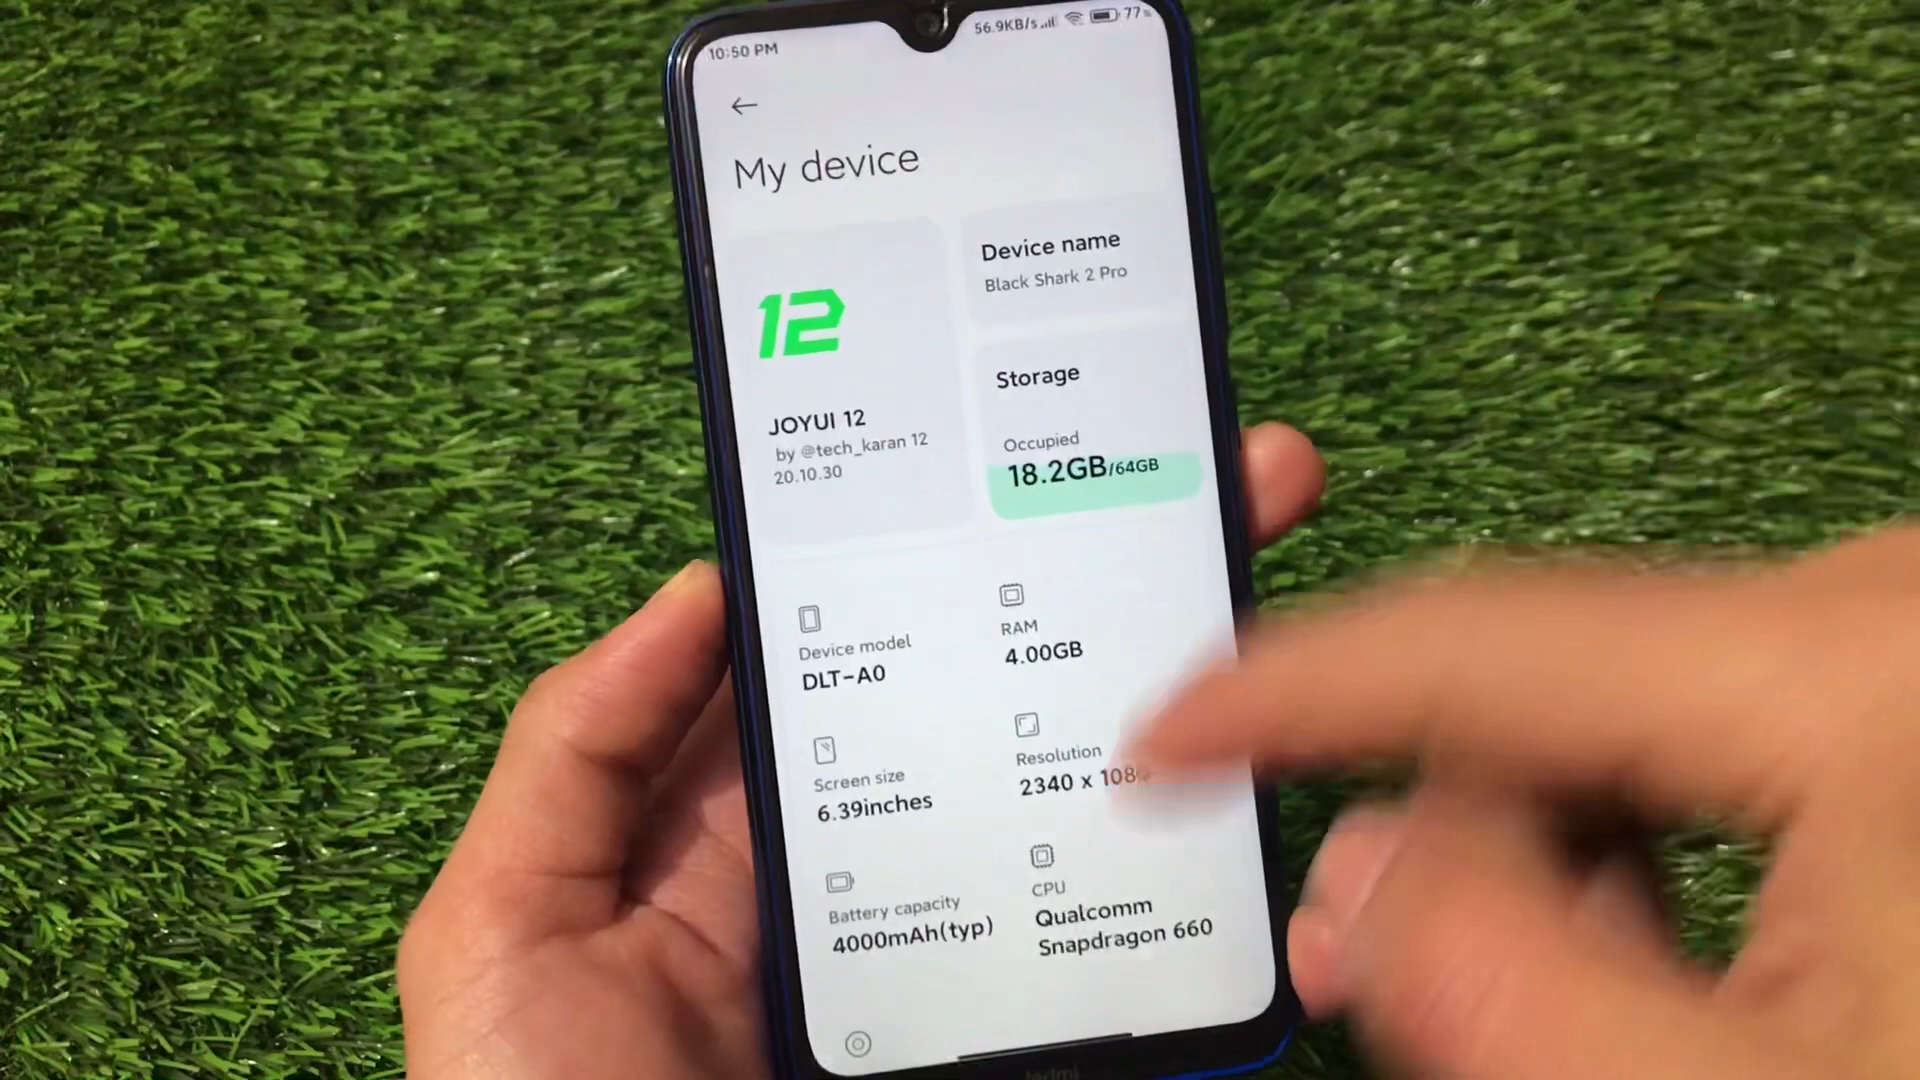 10:50 PM
56.9KB/s
77%
My device
12
JOYUI 12
by @tech_karan 12
20.10.30
Device name
Black Shark 2 Pro
Storage
Occupied
18.2GB/64GB
Device model
DLT-A0
RAM
4.00GB
Screen size
6.39inches
Resolution
2340 x 108
Battery capacity
4000mAh(typ)
CPU
Qualcomm
Snapdragon 660